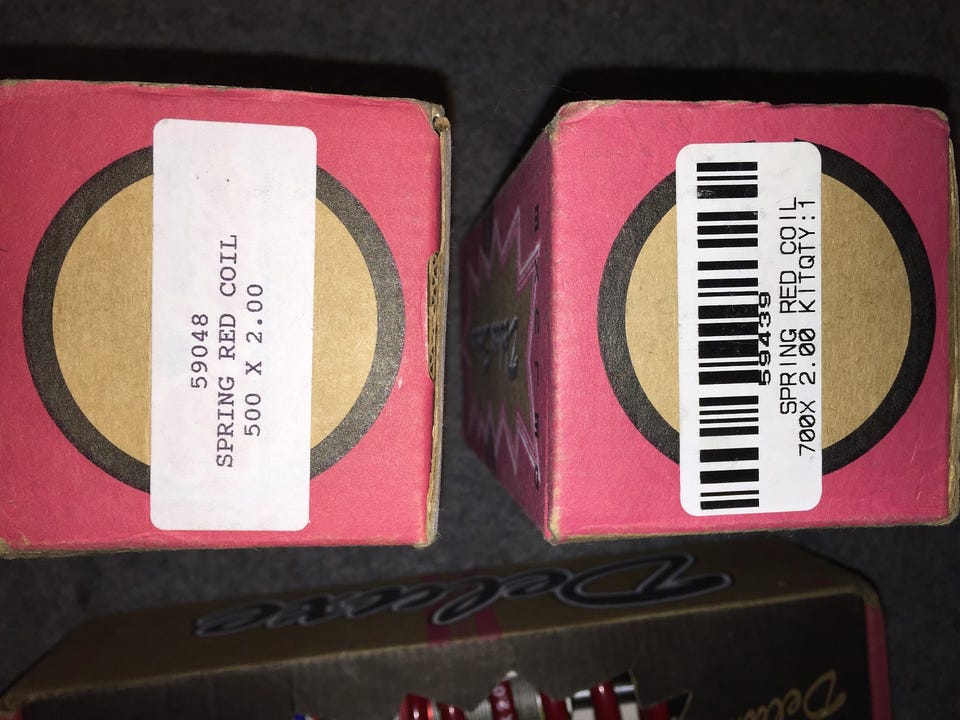 59048
SPRING RED COIL
500 X 2.00
59439
SPRING RED COIL
700X 2.00 KITQTY:1
Deluxe